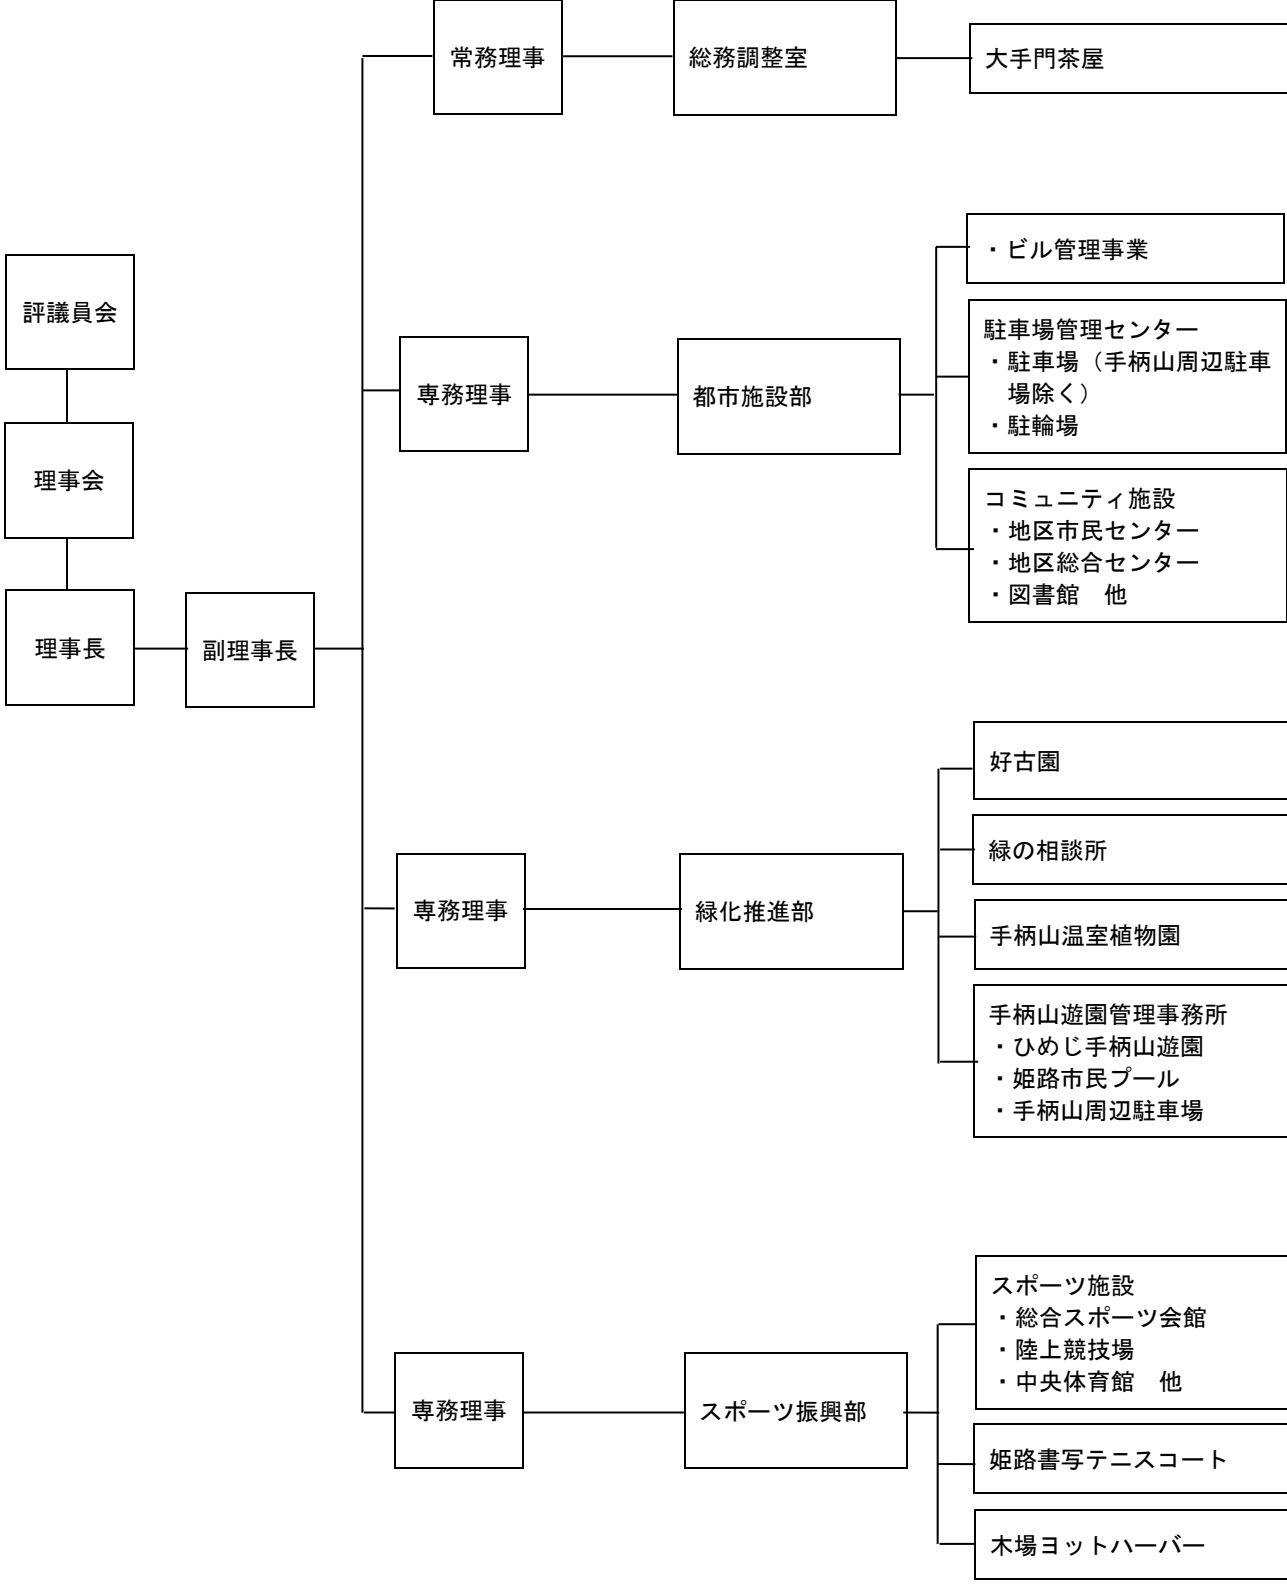 常務理事
総務調整室
大手門茶屋
評議員会
理事会
理事長
副理事長
専務理事
都市施設部
・ビル管理事業
駐車場管理センター
・駐車場（手柄山周辺駐車
場除く）
・駐輪場
コミュニティ施設
・地区市民センター
・地区総合センター
・図書館　他
専務理事
緑化推進部
好古園
緑の相談所
手柄山温室植物園
手柄山遊園管理事務所
・ひめじ手柄山遊園
・姫路市民プール
・手柄山周辺駐車場
専務理事
スポーツ振興部
スポーツ施設
・総合スポーツ会館
・陸上競技場
・中央体育館　他
姫路書写テニスコート
木場ヨットハーバー